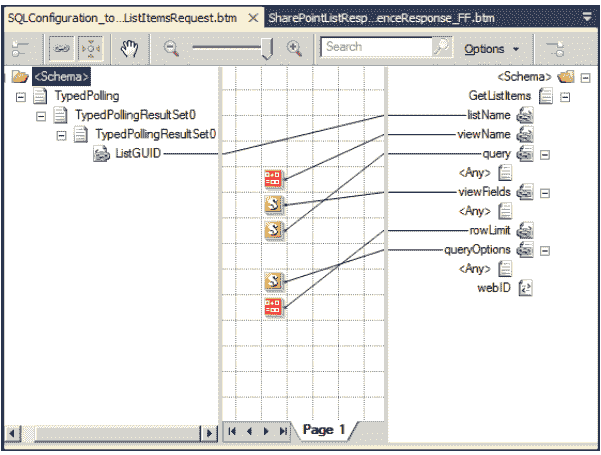 SQLConfiguration_to...ListItemsRequest.btm
SharePointListResp...enceResponse_FF.btm
Search
Options
<Schema>
TypedPolling
TypedPollingResultSet0
TypedPollingResultSet0
ListGUID
<Schema>
GetListItems
listName
viewName
query
<Any>
viewFields
<Any>
rowLimit
queryOptions
<Any>
webID
Page 1